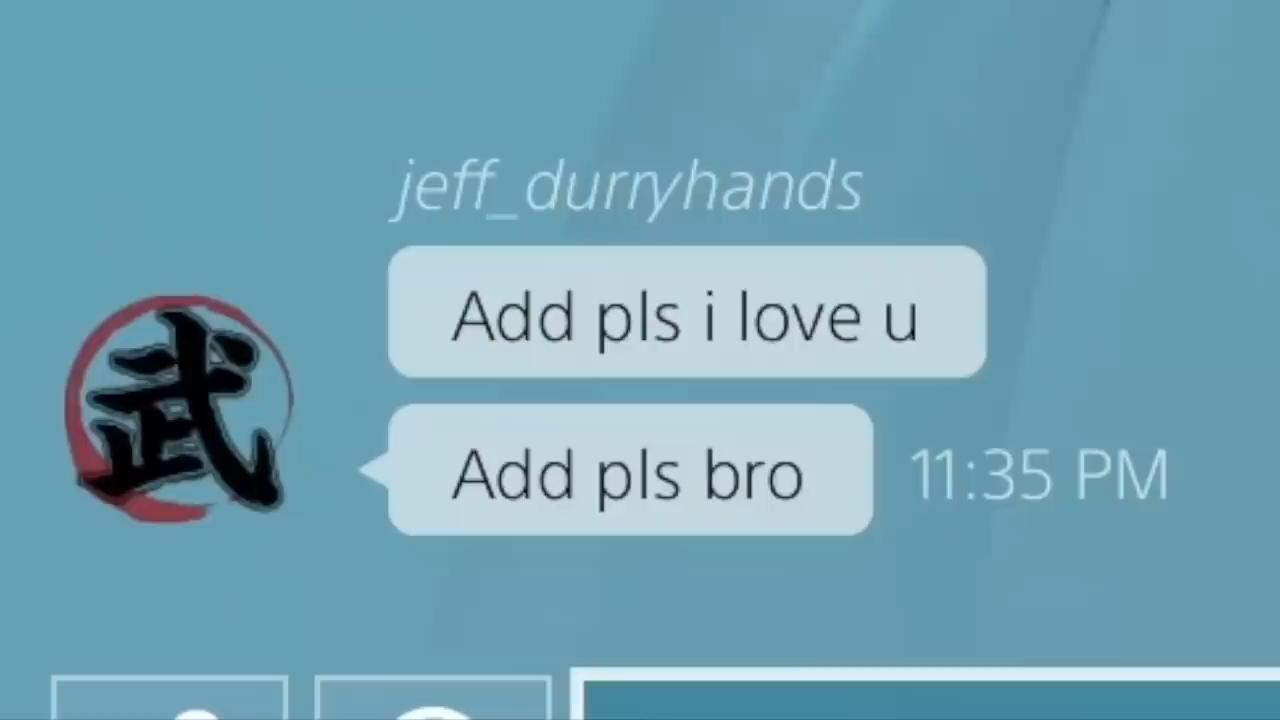 jeff_durryhands
Add pls i love u
武
Add pls bro 11:35 PM